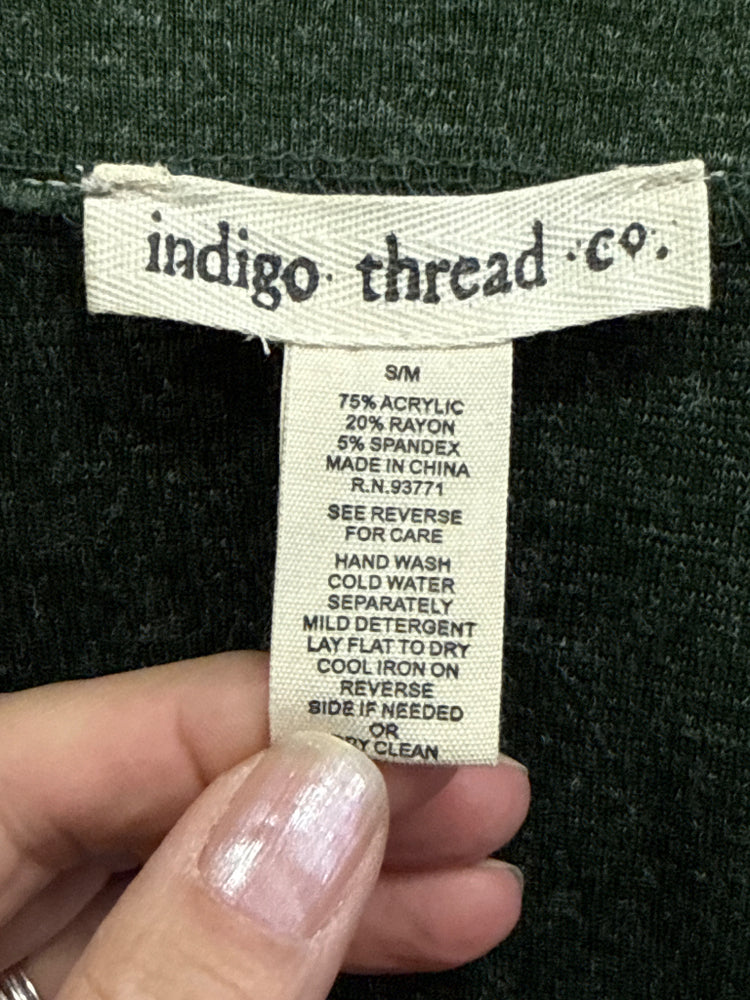 indigo thread co.
S/M
75% ACRYLIC
20% RAYON
5% SPANDEX
MADE IN CHINA
R.N.93771
SEE REVERSE
FOR CARE
HAND WASH
COLD WATER
SEPARATELY
MILD DETERGENT
LAY FLAT TO DRY
COOL IRON ON
REVERSE
SIDE IF NEEDED
OR
CLEAN